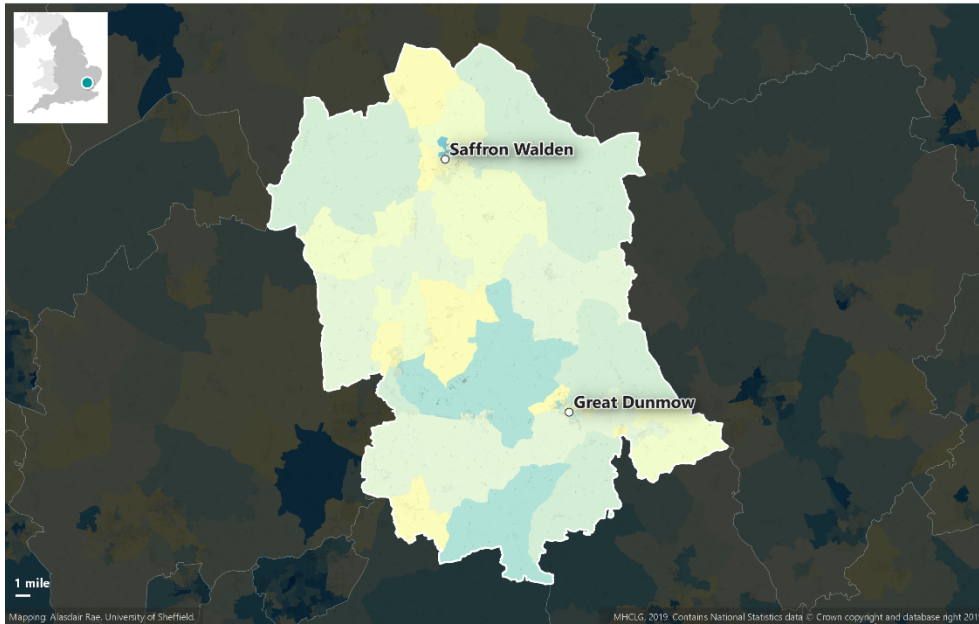 Saffron Walden
Great Dunmow
1 mile
Mapping: Alasdair Rae, University of Sheffield.
MHCLG, 2019. Contains National Statistics data © Crown copyright and database right